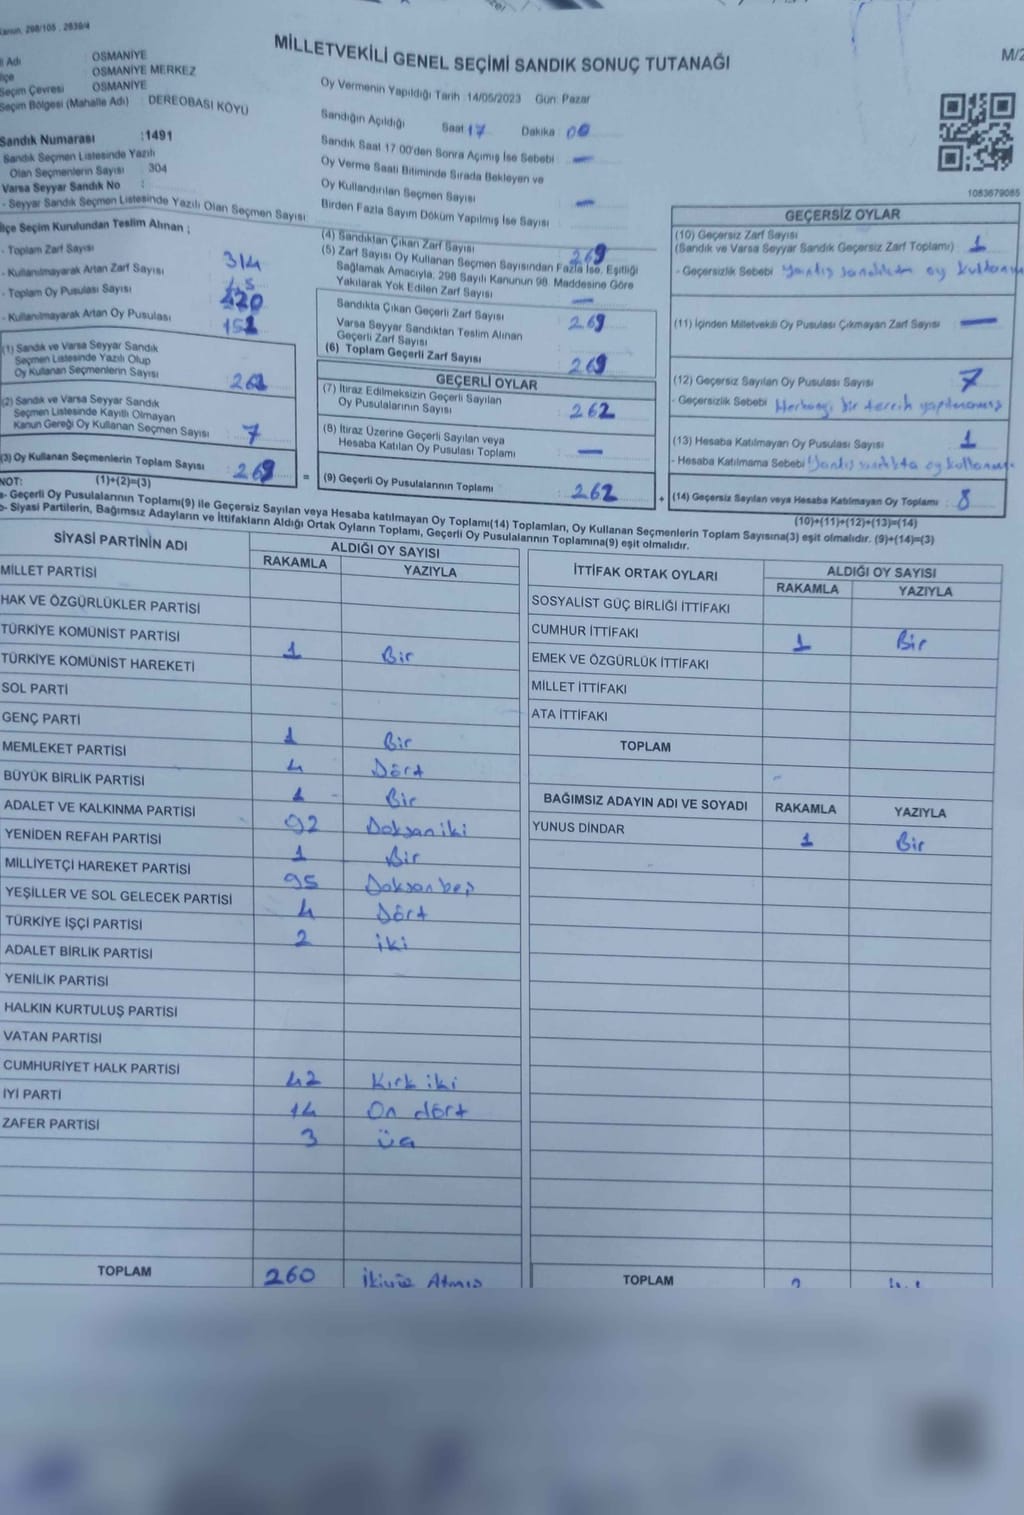 Kanun, 298/105 , 2839/4
MİLLETVEKİLİ GENEL SEÇİMİ SANDIK SONUÇ TUTANAĞI
M/2
İl Adı : OSMANİYE
İlçe : OSMANİYE MERKEZ
Seçim Çevresi : OSMANİYE
Seçim Bölgesi (Mahalle Adı) : DEREOBASI KÖYÜ
Sandık Numarası :1491
Sandık Seçmen Listesinde Yazılı
Olan Seçmenlerin Sayısı : 304
Varsa Seyyar Sandık No :
- Seyyar Sandık Seçmen Listesinde Yazılı Olan Seçmen Sayısı :
Oy Vermenin Yapıldığı Tarih :14/05/2023 Gün: Pazar
Sandığın Açıldığı Saat : 17 Dakika : 00
Sandık Saat 17 00'den Sonra Açımış İse Sebebi : —
Oy Verme Saati Bitiminde Sırada Bekleyen ve
Oy Kullandırılan Seçmen Sayısı : —
Birden Fazla Sayım Döküm Yapılmış İse Sayısı :
1083679085
İlçe Seçim Kurulundan Teslim Alınan ;
- Toplam Zarf Sayısı : 314
- Kullanılmayarak Artan Zarf Sayısı
- Toplam Oy Pusulası Sayısı : 420
- Kullanılmayarak Artan Oy Pusulası :
(1) Sandık ve Varsa Seyyar Sandık
Seçmen Listesinde Yazılı Olup
Oy Kullanan Seçmenlerin Sayısı :
(2) Sandık ve Varsa Seyyar Sandık
Seçmen Listesinde Kayıtlı Olmayan
Kanun Gereği Oy Kullanan Seçmen Sayısı : 7
(3) Oy Kullanan Seçmenlerin Toplam Sayısı : 269
(1)+(2)=(3)
(4) Sandıktan Çıkan Zarf Sayısı : 269
(5) Zarf Sayısı Oy Kullanan Seçmen Sayısından Fazla İse, Eşitliği
Sağlamak Amacıyla, 298 Sayılı Kanunun 98. Maddesine Göre
Yakılarak Yok Edilen Zarf Sayısı : —
Sandıkta Çıkan Geçerli Zarf Sayısı : 269
Varsa Seyyar Sandıktan Teslim Alınan
Geçerli Zarf Sayısı :
(6) Toplam Geçerli Zarf Sayısı : 269
GEÇERLİ OYLAR
(7) İtiraz Edilmeksizin Geçerli Sayılan
Oy Pusulalarının Sayısı : 262
(8) İtiraz Üzerine Geçerli Sayılan veya
Hesaba Katılan Oy Pusulası Toplamı : —
= (9) Geçerli Oy Pusulalarının Toplamı : 262
GEÇERSİZ OYLAR
(10) Geçersiz Zarf Sayısı
(Sandık ve Varsa Seyyar Sandık Geçersiz Zarf Toplamı) : 1
- Geçersizlik Sebebi : oy
(11) İçinden Milletvekili Oy Pusulası Çıkmayan Zarf Sayısı : —
(12) Geçersiz Sayılan Oy Pusulası Sayısı : 7
- Geçersizlik Sebebi : Herhangi bir tercih yapılmamış
(13) Hesaba Katılmayan Oy Pusulası Sayısı : 1
- Hesaba Katılmama Sebebi : Yanlış sandıkta oy
+ (14) Geçersiz Sayılan veya Hesaba Katılmayan Oy Toplamı : 8
(10)+(11)+(12)+(13)=(14)
NOT:
a- Geçerli Oy Pusulalarının Toplamı(9) ile Geçersiz Sayılan veya Hesaba katılmayan Oy Toplamı(14) Toplamları, Oy Kullanan Seçmenlerin Toplam Sayısına(3) eşit olmalıdır. (9)+(14)=(3)
b- Siyasi Partilerin, Bağımsız Adayların ve İttifakların Aldığı Ortak Oyların Toplamı, Geçerli Oy Pusulalarının Toplamına(9) eşit olmalıdır.
SİYASİ PARTİNİN ADI ALDIĞI OY SAYISI
RAKAMLA YAZIYLA
MİLLET PARTİSİ
HAK VE ÖZGÜRLÜKLER PARTİSİ
TÜRKİYE KOMÜNİST PARTİSİ 1 Bir
TÜRKİYE KOMÜNİST HAREKETİ
SOL PARTİ
GENÇ PARTİ 1 Bir
MEMLEKET PARTİSİ 4 Dört
BÜYÜK BİRLİK PARTİSİ 1 Bir
ADALET VE KALKINMA PARTİSİ 92 Doksaniki
YENİDEN REFAH PARTİSİ 1 Bir
MİLLİYETÇİ HAREKET PARTİSİ 95 Doksanbeş
YEŞİLLER VE SOL GELECEK PARTİSİ 4 Dört
TÜRKİYE İŞÇİ PARTİSİ 2 iki
ADALET BİRLİK PARTİSİ
YENİLİK PARTİSİ
HALKIN KURTULUŞ PARTİSİ
VATAN PARTİSİ
CUMHURİYET HALK PARTİSİ 42 Kırk iki
İYİ PARTİ 14 On dört
ZAFER PARTİSİ 3 üç
TOPLAM 260 İkiyüz Atmış
İTTİFAK ORTAK OYLARI ALDIĞI OY SAYISI
RAKAMLA YAZIYLA
SOSYALİST GÜÇ BİRLİĞİ İTTİFAKI
CUMHUR İTTİFAKI 1 Bir
EMEK VE ÖZGÜRLÜK İTTİFAKI
MİLLET İTTİFAKI
ATA İTTİFAKI
TOPLAM
BAĞIMSIZ ADAYIN ADI VE SOYADI RAKAMLA YAZIYLA
YUNUS DİNDAR 1 Bir
TOPLAM